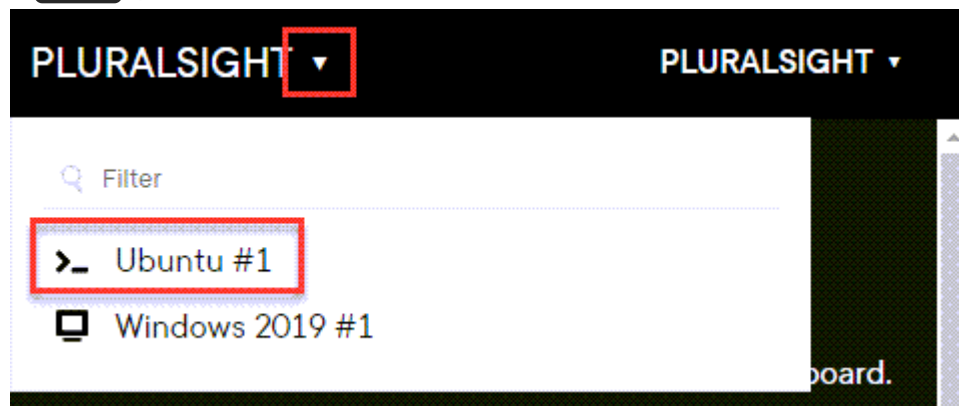 PLURALSIGHT ▼ PLURALSIGHT ▼
Filter
>_ Ubuntu #1
Windows 2019 #1
board.